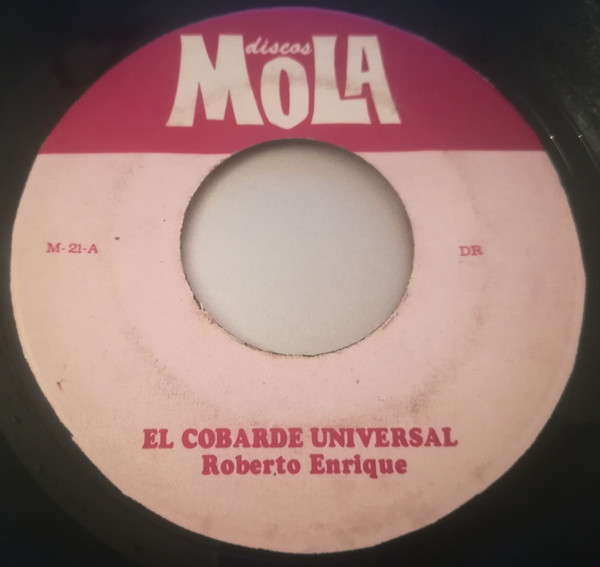 discos
MOLA
M-21-A
DR
EL COBARDE UNIVERSAL
Roberto Enrique